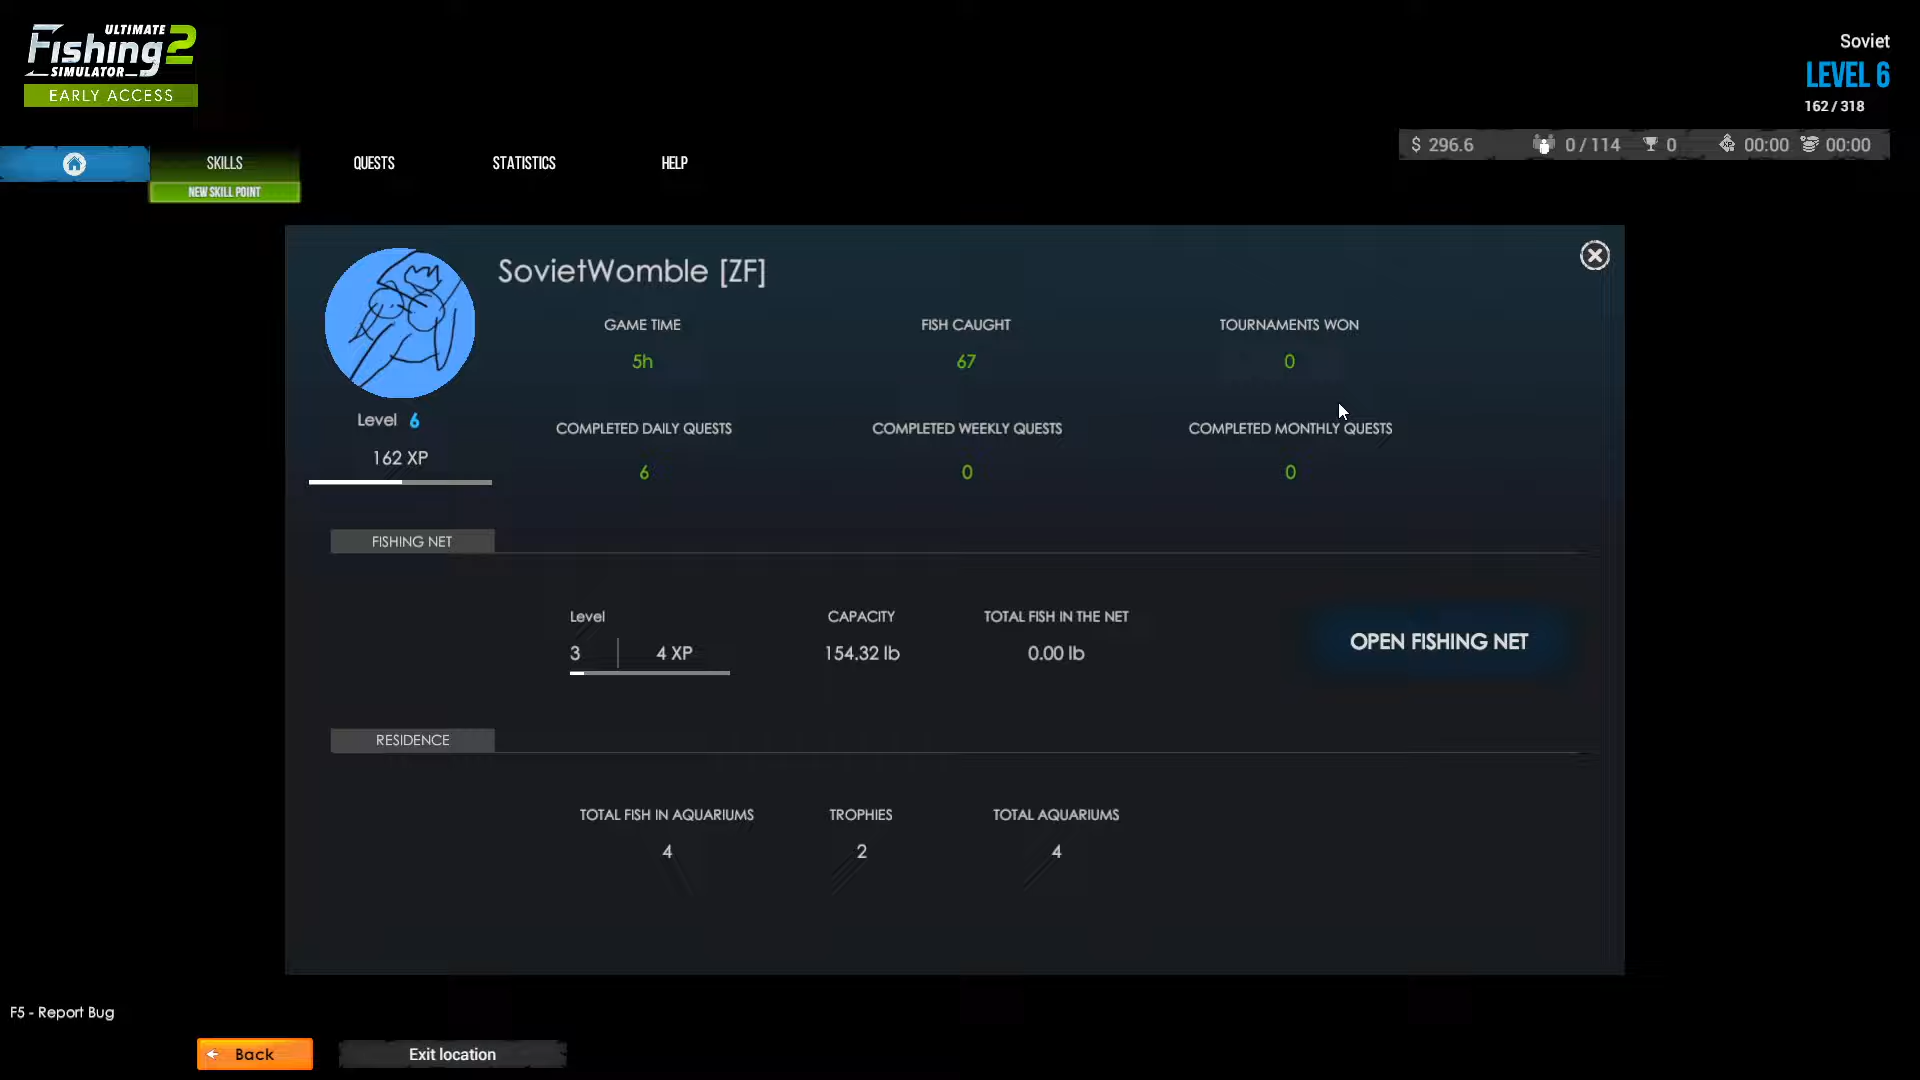 ULTIMATE
Fishing 2
SIMULATOR
EARLY ACCESS
Soviet
LEVEL 6
162 / 318
$ 296.6 0 / 114 0 XP 00:00 00:00
SKILLS QUESTS STATISTICS HELP
NEW SKILL POINT
SovietWomble [ZF]
GAME TIME FISH CAUGHT TOURNAMENTS WON
5h 67 0
Level 6
162 XP
COMPLETED DAILY QUESTS COMPLETED WEEKLY QUESTS COMPLETED MONTHLY QUESTS
6 0 0
FISHING NET
Level CAPACITY TOTAL FISH IN THE NET
3 4 XP 154.32 lb 0.00 lb
OPEN FISHING NET
RESIDENCE
TOTAL FISH IN AQUARIUMS TROPHIES TOTAL AQUARIUMS
4 2 4
F5 - Report Bug
Back Exit location